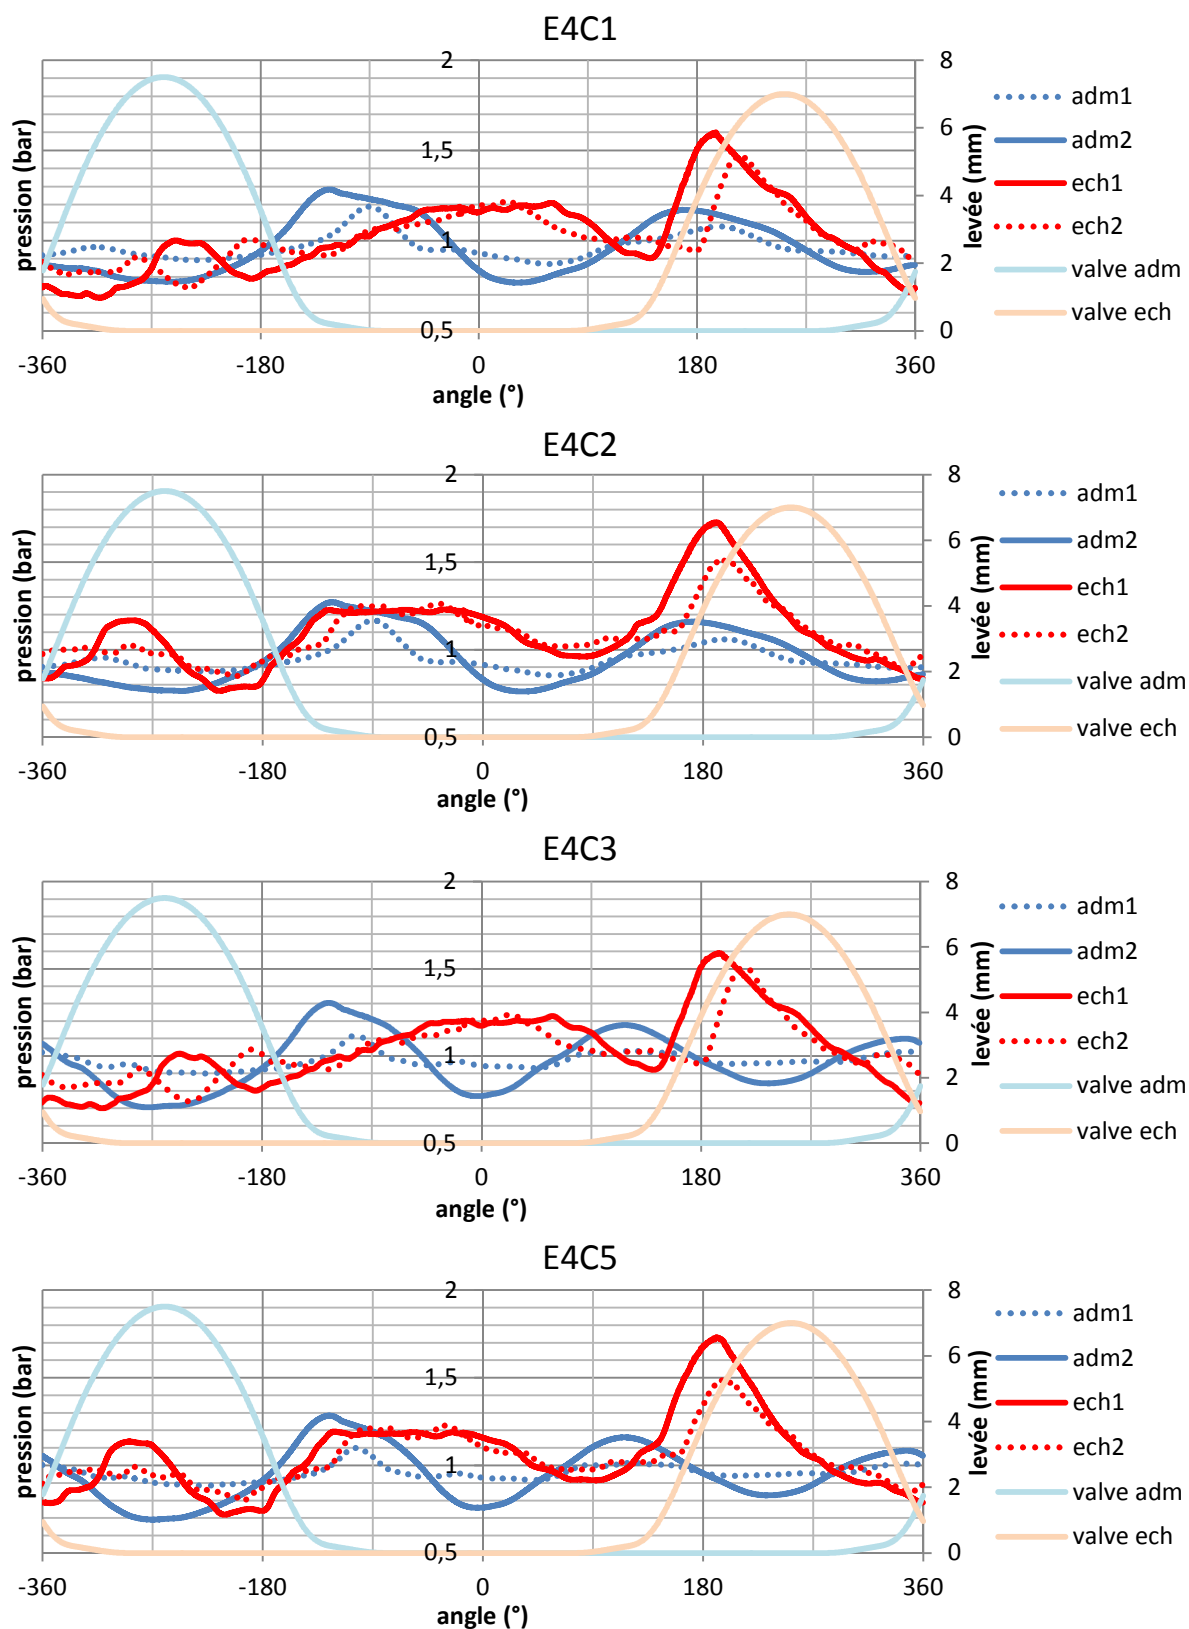 E4C1
pression (bar)
2
1,5
1
0,5
8
6
4
2
0
levée (mm)
-360
-180
0
180
360
angle (°)
adm1
adm2
ech1
ech2
valve adm
valve ech
E4C2
pression (bar)
2
1,5
1
0,5
8
6
4
2
0
levée (mm)
-360
-180
0
180
360
angle (°)
adm1
adm2
ech1
ech2
valve adm
valve ech
E4C3
pression (bar)
2
1,5
1
0,5
8
6
4
2
0
levée (mm)
-360
-180
0
180
360
angle (°)
adm1
adm2
ech1
ech2
valve adm
valve ech
E4C5
pression (bar)
2
1,5
1
0,5
8
6
4
2
0
levée (mm)
-360
-180
0
180
360
angle (°)
adm1
adm2
ech1
ech2
valve adm
valve ech